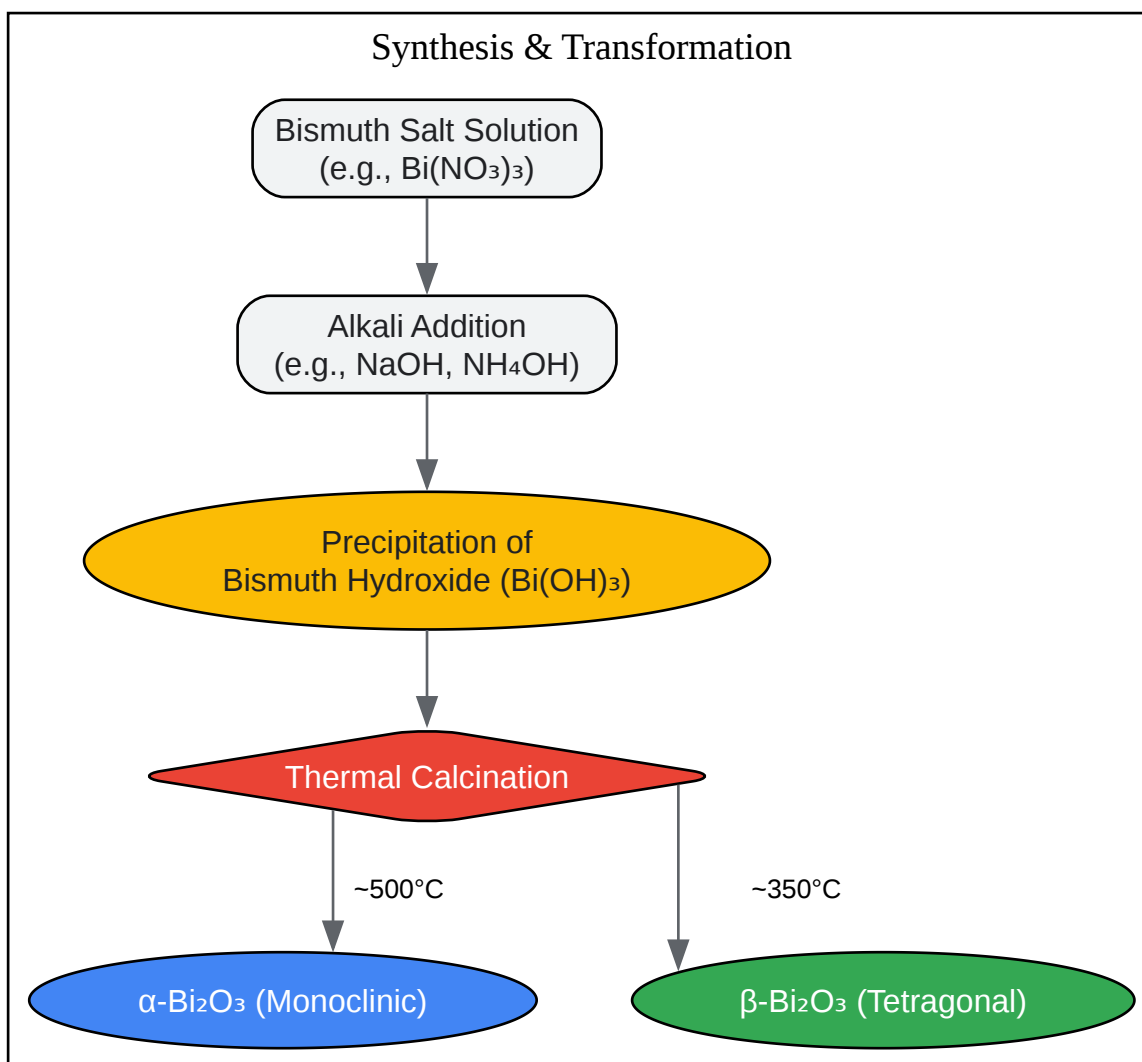 Synthesis & Transformation
Bismuth Salt Solution
(e.g., Bi(NO₃)₃)
Alkali Addition
(e.g., NaOH, NH₄OH)
Precipitation of
Bismuth Hydroxide (Bi(OH)₃)
Thermal Calcination
~500°C
~350°C
α-Bi₂O₃ (Monoclinic)
β-Bi₂O₃ (Tetragonal)